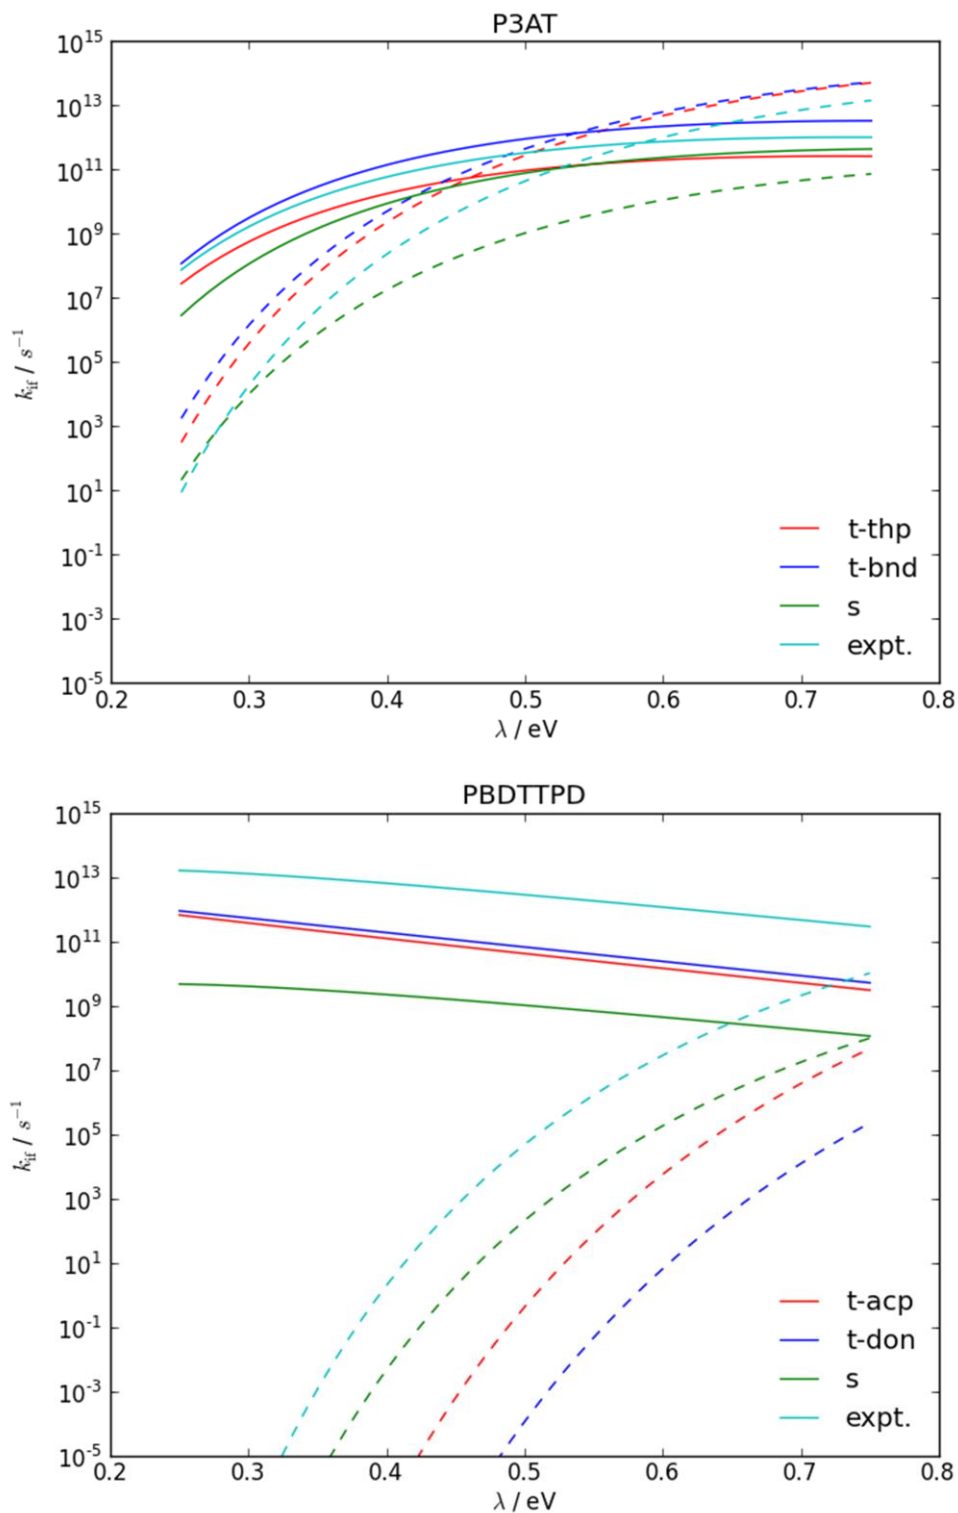 P3AT
10^15
10^13
10^11
10^9
10^7
10^5
10^3
10^1
10^-1
10^-3
10^-5
k_if / s^−1
t-thp
t-bnd
s
expt.
0.2 0.3 0.4 0.5 0.6 0.7 0.8
λ / eV
PBDTTPD
10^15
10^13
10^11
10^9
10^7
10^5
10^3
10^1
10^-1
10^-3
10^-5
k_if / s^−1
t-acp
t-don
s
expt.
0.2 0.3 0.4 0.5 0.6 0.7 0.8
λ / eV